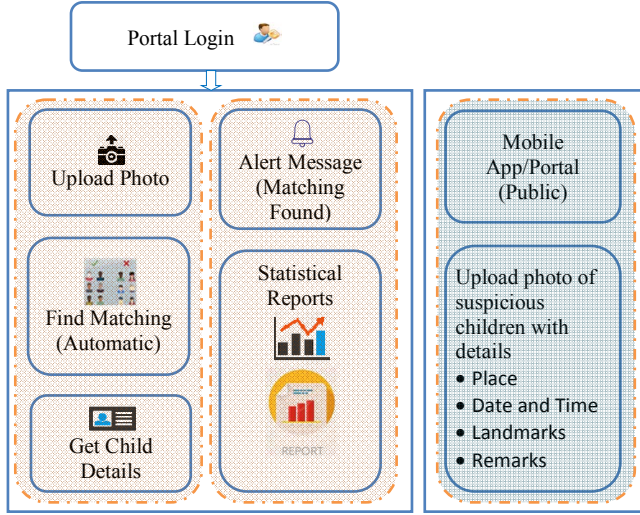 Portal Login
Upload Photo
Find Matching
(Automatic)
Get Child
Details
Alert Message
(Matching
Found)
Statistical
Reports
REPORT
Mobile
App/Portal
(Public)
Upload photo of
suspicious
children with
details
• Place
• Date and Time
• Landmarks
• Remarks